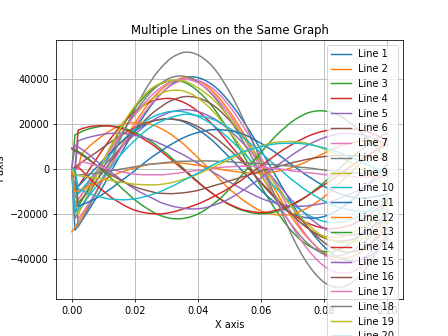 Multiple Lines on the Same Graph
40000
20000
0
−20000
−40000
0.00
0.02
0.04
0.06
X axis
Line 1
Line 2
Line 3
Line 4
Line 5
Line 6
Line 7
Line 8
Line 9
Line 10
Line 11
Line 12
Line 13
Line 14
Line 15
Line 16
Line 17
Line 18
Line 19
Line 20